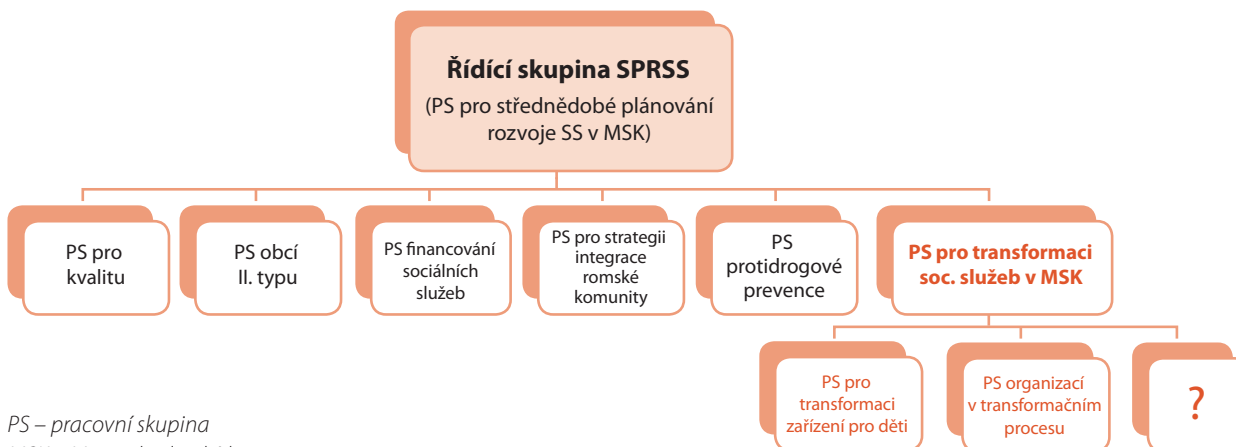 Řídící skupina SPRSS
(PS pro střednědobé plánování
rozvoje SS v MSK)
PS pro
kvalitu
PS obcí
II. typu
PS financování
sociálních
služeb
PS pro strategii
integrace
romské
komunity
PS
protidrogové
prevence
PS pro transformaci
soc. služeb v MSK
PS pro
transformaci
zařízení pro děti
PS organizací
v transformačním
procesu
?
PS – pracovní skupina